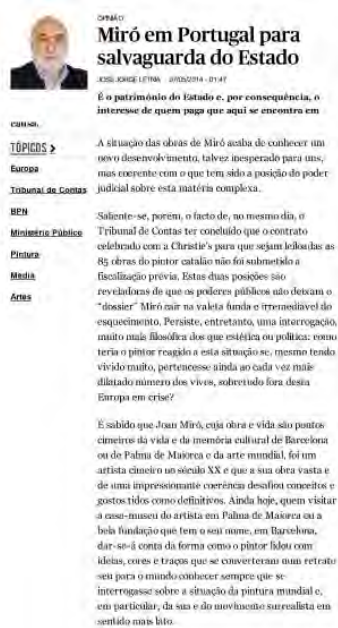 OPINIÃO
Miró em Portugal para
salvaguarda do Estado
JOSÉ JORGE LETRIA 07/05/2014 - 01:47
É o património do Estado e, por consequência, o
interesse de quem paga que aqui se encontra em
causa.
TÓPICOS >
Europa
Tribunal de Contas
BPN
Ministério Público
Pintura
Media
Artes
A situação das obras de Miró acaba de conhecer um
novo desenvolvimento, talvez inesperado para uns,
mas coerente com o que tem sido a posição do poder
judicial sobre esta matéria complexa.
Saliente-se, porém, o facto de, no mesmo dia, o
Tribunal de Contas ter concluído que o contrato
celebrado com a Christie's para que sejam leiloadas as
85 obras do pintor catalão não foi submetido a
fiscalização prévia. Estas duas posições são
reveladoras de que os poderes públicos não deixam o
"dossier" Miró cair na valeta funda e irremediável do
esquecimento. Persiste, entretanto, uma interrogação,
muito mais filosófica dos que estética ou política: como
teria o pintor reagido a esta situação se, mesmo tendo
vivido muito, pertencesse ainda ao cada vez mais
dilatado número dos vivos, sobretudo fora desta
Europa em crise?
É sabido que Joan Miró, cuja obra e vida são pontos
cimeiros da vida e da memória cultural de Barcelona
ou de Palma de Maiorca e da arte mundial, foi um
artista cimeiro no século XX e que a sua obra vasta e
de uma impressionante coerência desafiou conceitos e
gostos tidos como definitivos. Ainda hoje, quem visitar
a casa-museu do artista em Palma de Maiorca ou a
bela fundação que tem o seu nome, em Barcelona,
dar-se-á conta da forma como o pintor lidou com
ideias, cores e traços que se converteram num retrato
seu para o mundo conhecer sempre que se
interrogasse sobre a situação da pintura mundial e,
em particular, da sua e do movimento surrealista em
sentido mais lato.